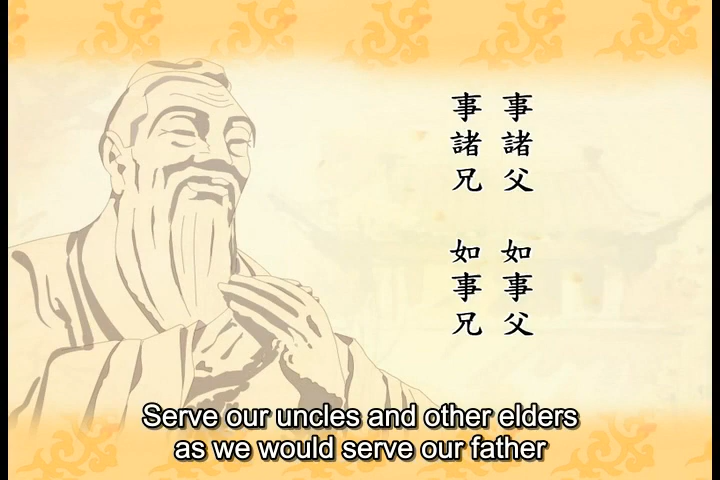 事諸父 如事父
事諸兄 如事兄
Serve our uncles and other elders
as we would serve our father